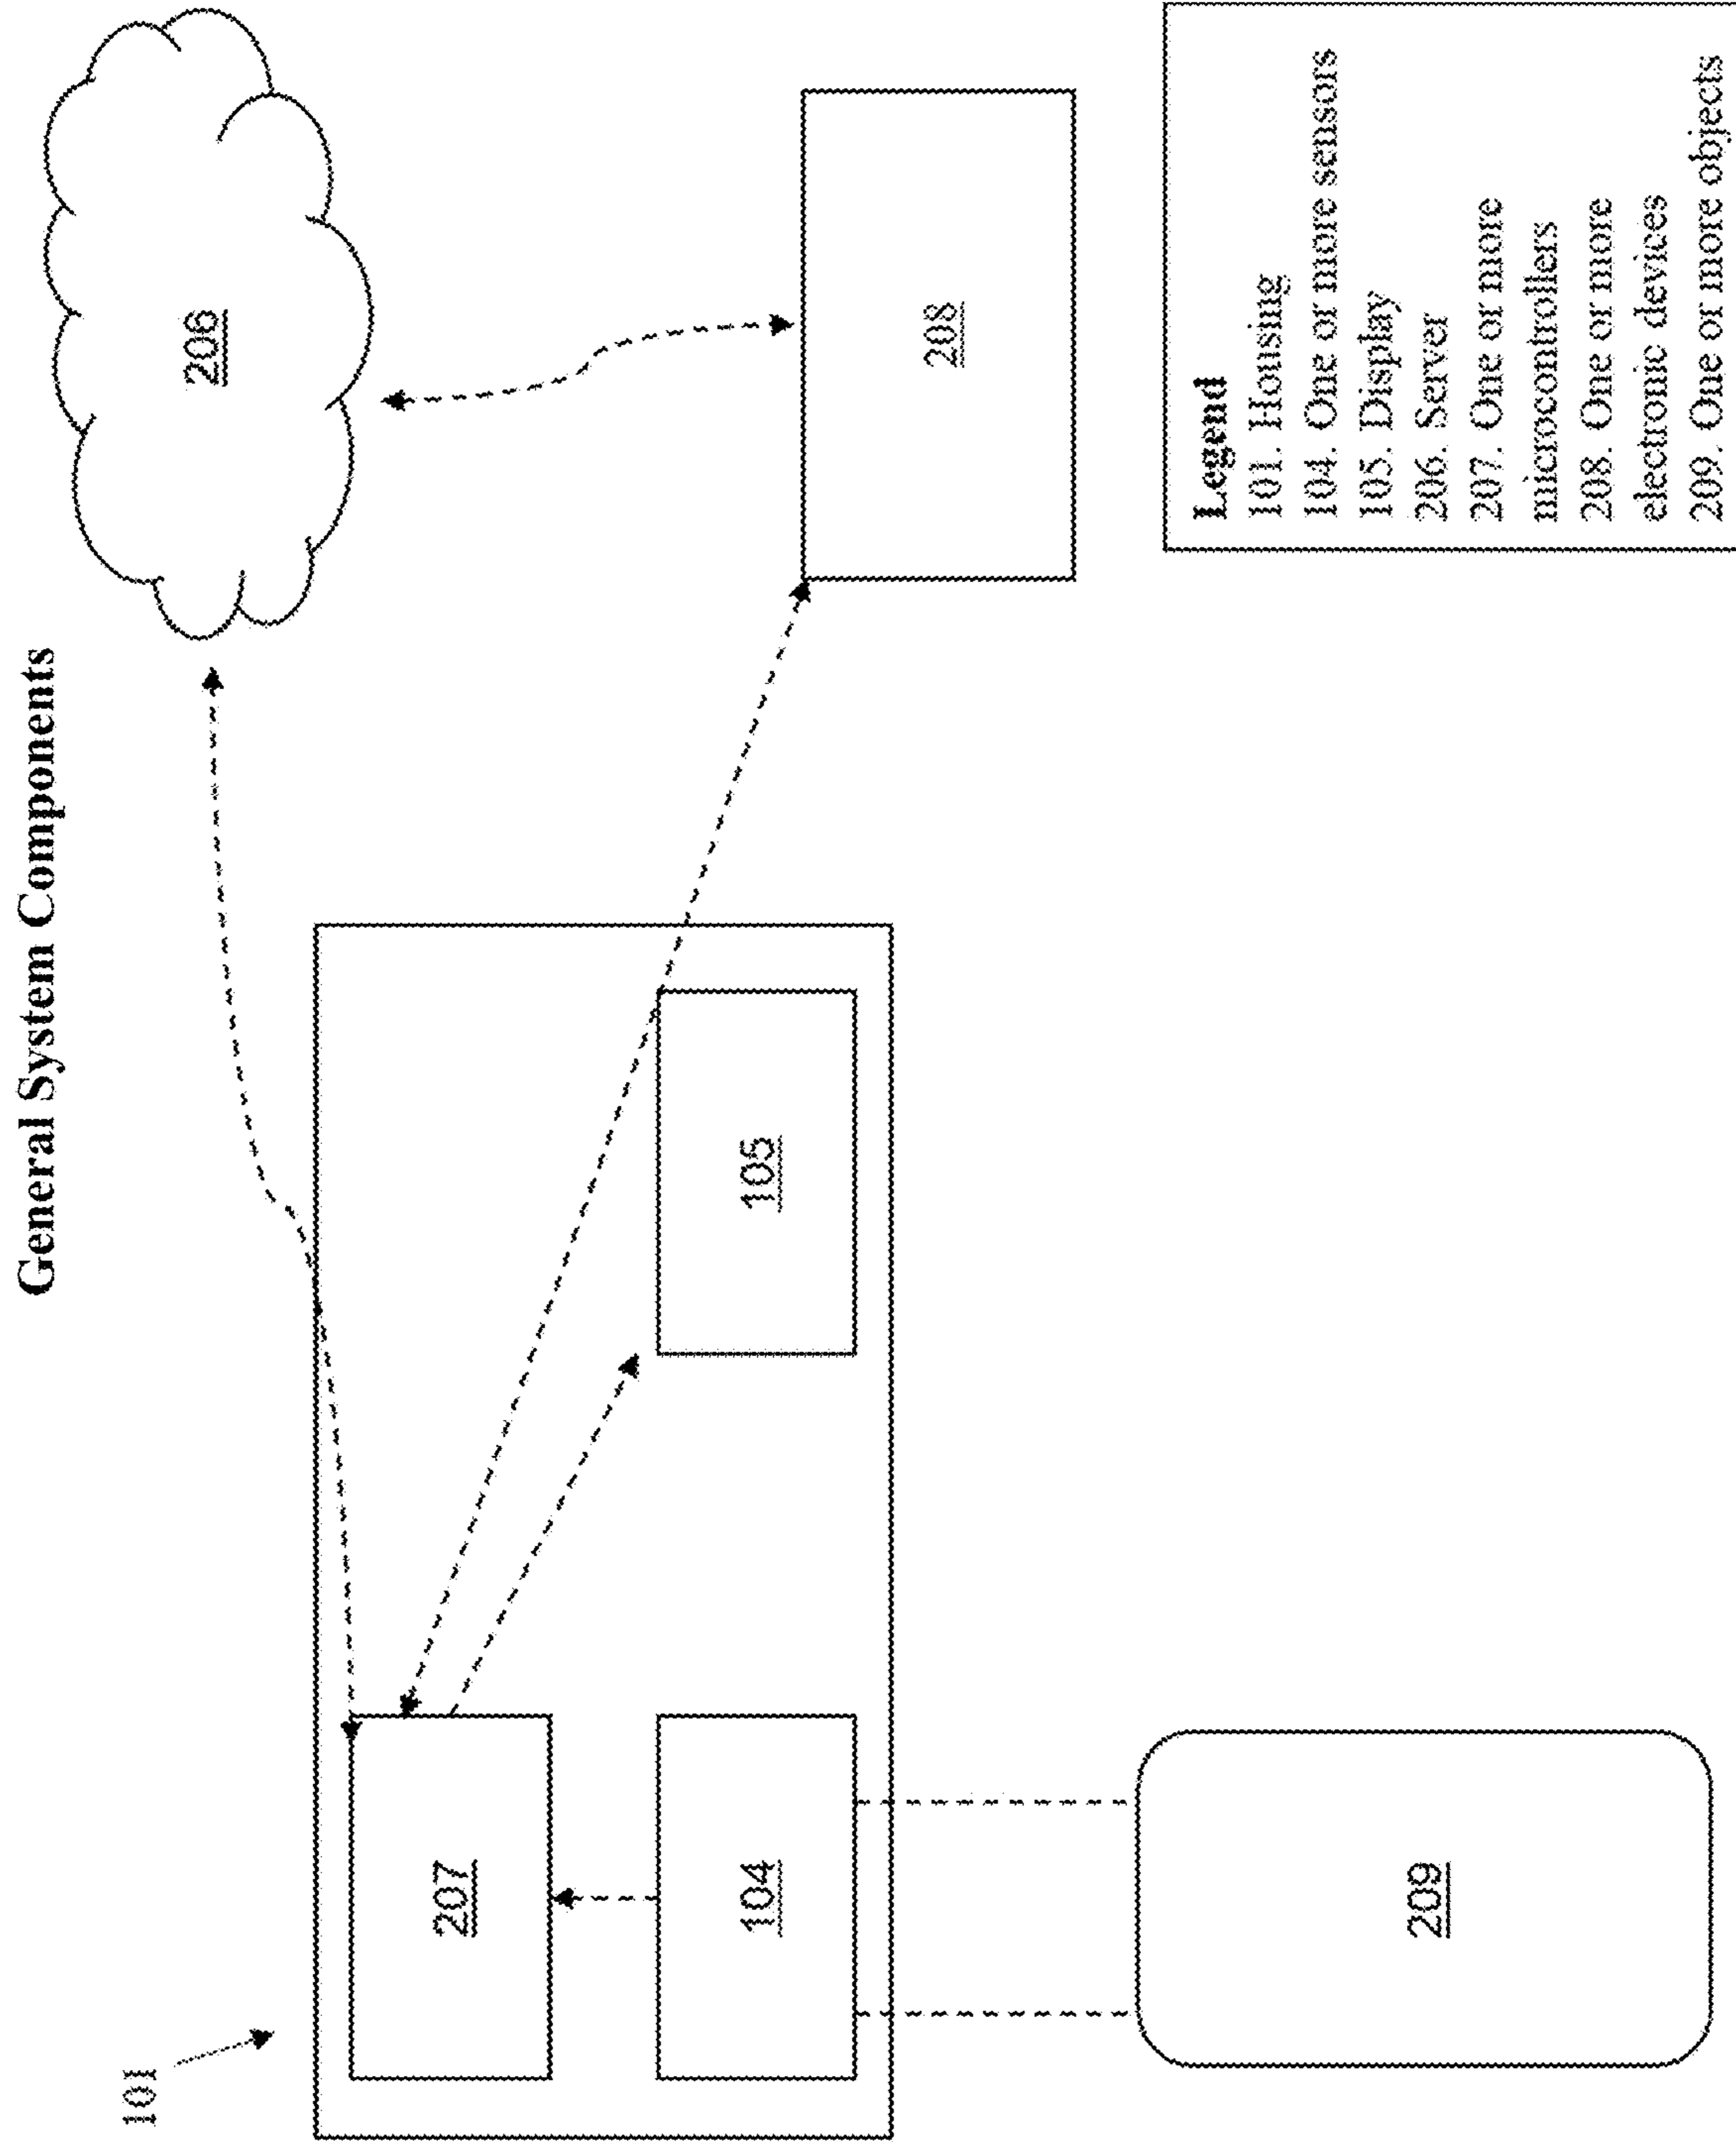 General System Components
101
206
207
105
208
104
209
Legend
101. Housing
104. One or more sensors
105. Display
206. Server
207. One or more
microcontrollers
208. One or more
electronic devices
209. One or more objects